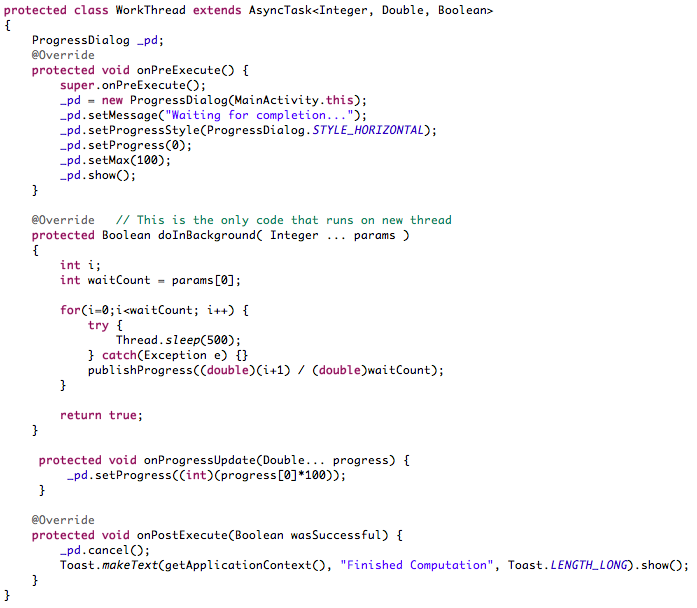 protected class WorkThread extends AsyncTask<Integer, Double, Boolean>
{
    ProgressDialog _pd;
    @Override
    protected void onPreExecute() {
        super.onPreExecute();
        _pd = new ProgressDialog(MainActivity.this);
        _pd.setMessage("Waiting for completion...");
        _pd.setProgressStyle(ProgressDialog.STYLE_HORIZONTAL);
        _pd.setProgress(0);
        _pd.setMax(100);
        _pd.show();
    }

    @Override   // This is the only code that runs on new thread
    protected Boolean doInBackground( Integer ... params )
    {
        int i;
        int waitCount = params[0];

        for(i=0;i<waitCount; i++) {
            try {
                Thread.sleep(500);
            } catch(Exception e) {}
            publishProgress((double)(i+1) / (double)waitCount);
        }

        return true;
    }

     protected void onProgressUpdate(Double... progress) {
         _pd.setProgress((int)(progress[0]*100));
     }

    @Override
    protected void onPostExecute(Boolean wasSuccessful) {
        _pd.cancel();
        Toast.makeText(getApplicationContext(), "Finished Computation", Toast.LENGTH_LONG).show();
    }
}